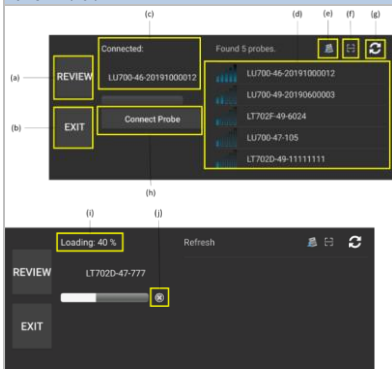 (c) (d) (e) (f) (g)
Connected: Found 5 probes.
(a) REVIEW LU700-46-20191000012 LU700-46-20191000012
LU700-49-20190600003
(b) EXIT Connect Probe LT702F-49-6024
LU700-47-105
LT702D-49-11111111
(h)
(i) (j)
Loading: 40 % Refresh
REVIEW LT702D-47-777
EXIT